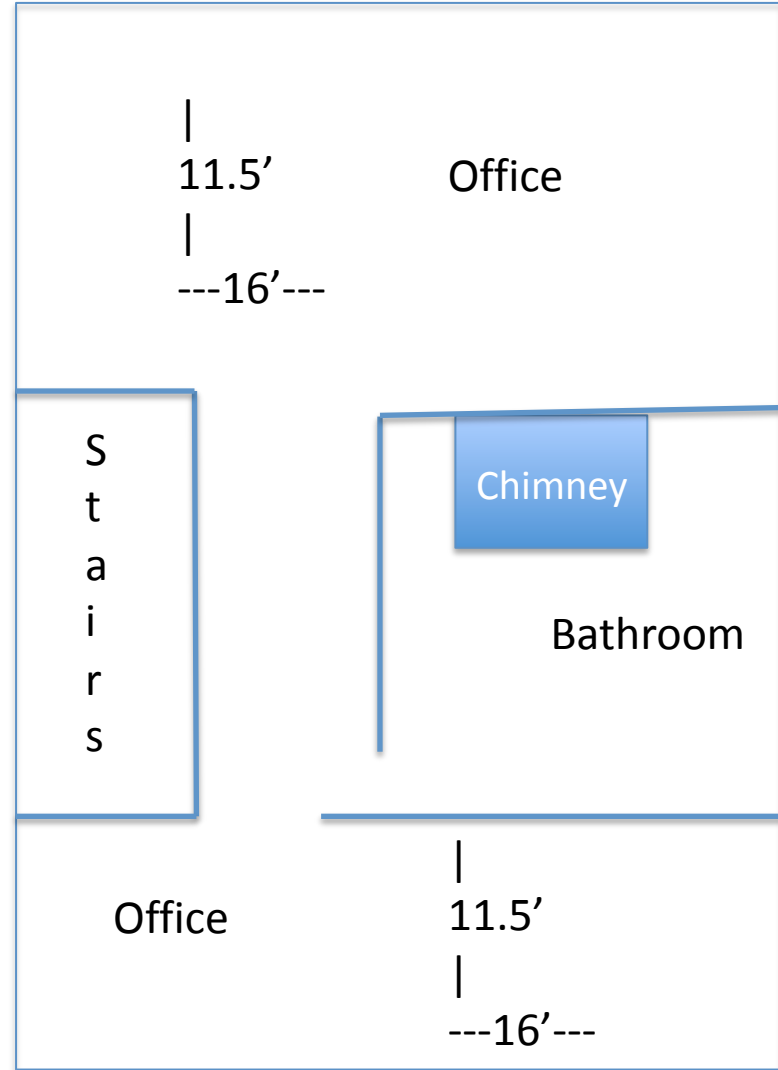 |
11.5’
|
---16’---
Office
S
t
a
i
r
s
Chimney
Bathroom
Office
|
11.5’
|
---16’---